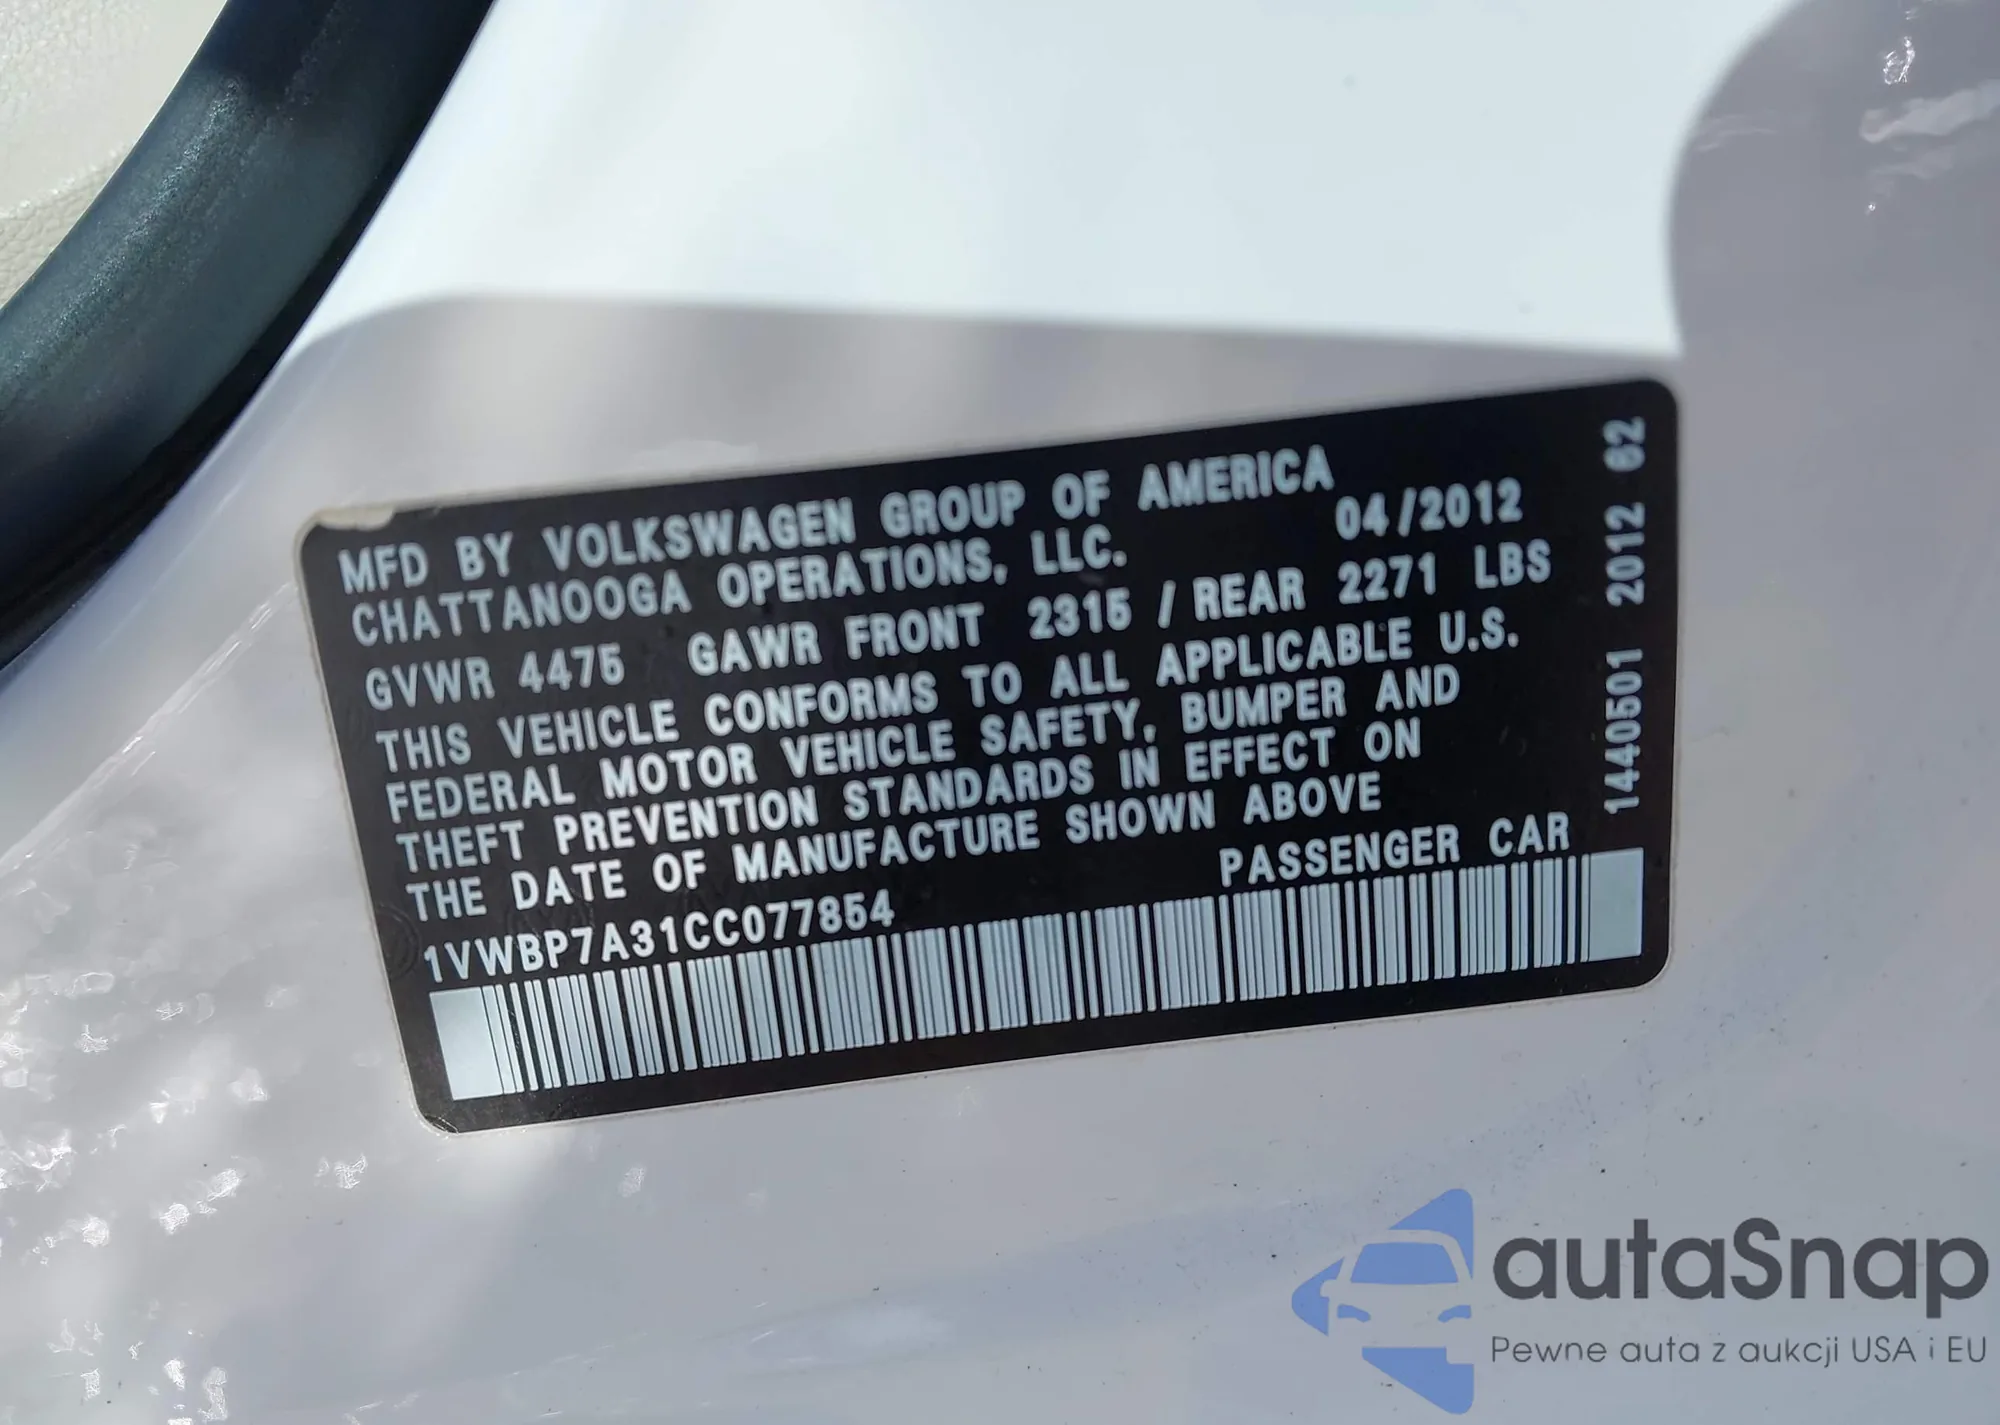 MFD BY VOLKSWAGEN GROUP OF AMERICA
CHATTANOOGA OPERATIONS, LLC. 04/2012
GVWR 4475 GAWR FRONT 2315 / REAR 2271 LBS
THIS VEHICLE CONFORMS TO ALL APPLICABLE U.S.
FEDERAL MOTOR VEHICLE SAFETY, BUMPER AND
THEFT PREVENTION STANDARDS IN EFFECT ON
THE DATE OF MANUFACTURE SHOWN ABOVE
PASSENGER CAR
1VWBP7A31CC077854
1440501 2012 62
autaSnap
Pewne auta z aukcji USA i EU